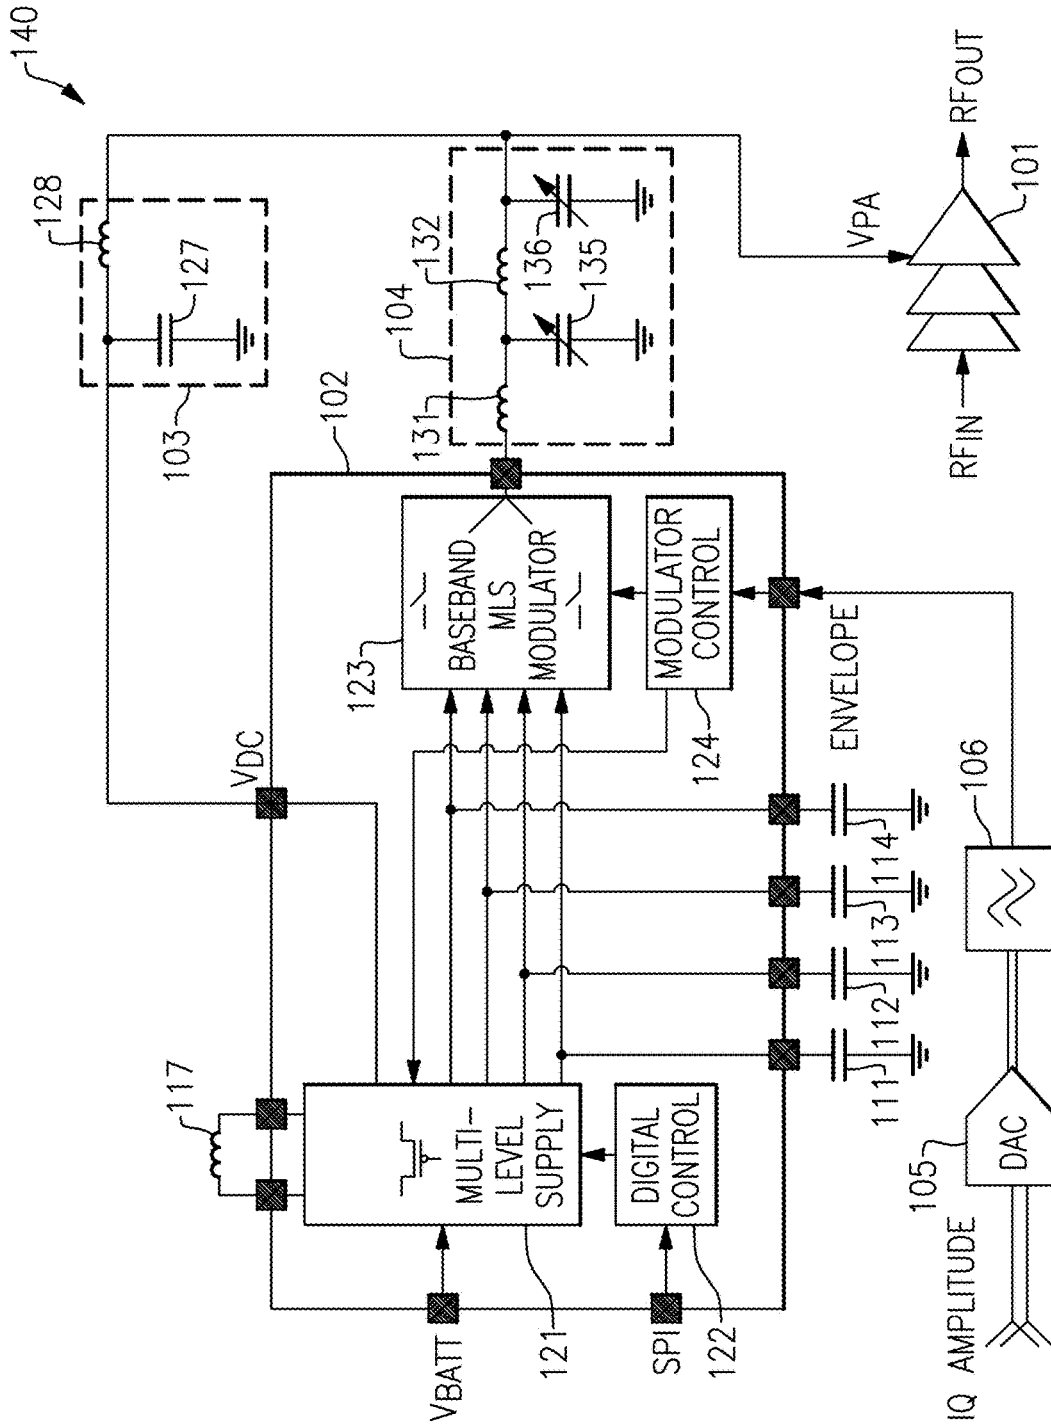 140
128
127
103
104
132
136
135
131
102
VDC
117
123
BASEBAND
MLS
MODULATOR
MODULATOR
CONTROL
124
MULTI-
LEVEL
SUPPLY
121
DIGITAL
CONTROL
122
VBATT
SPI
ENVELOPE
111
112
113
114
VPA
RFIN
RFOUT
101
IQ AMPLITUDE
105
DAC
106